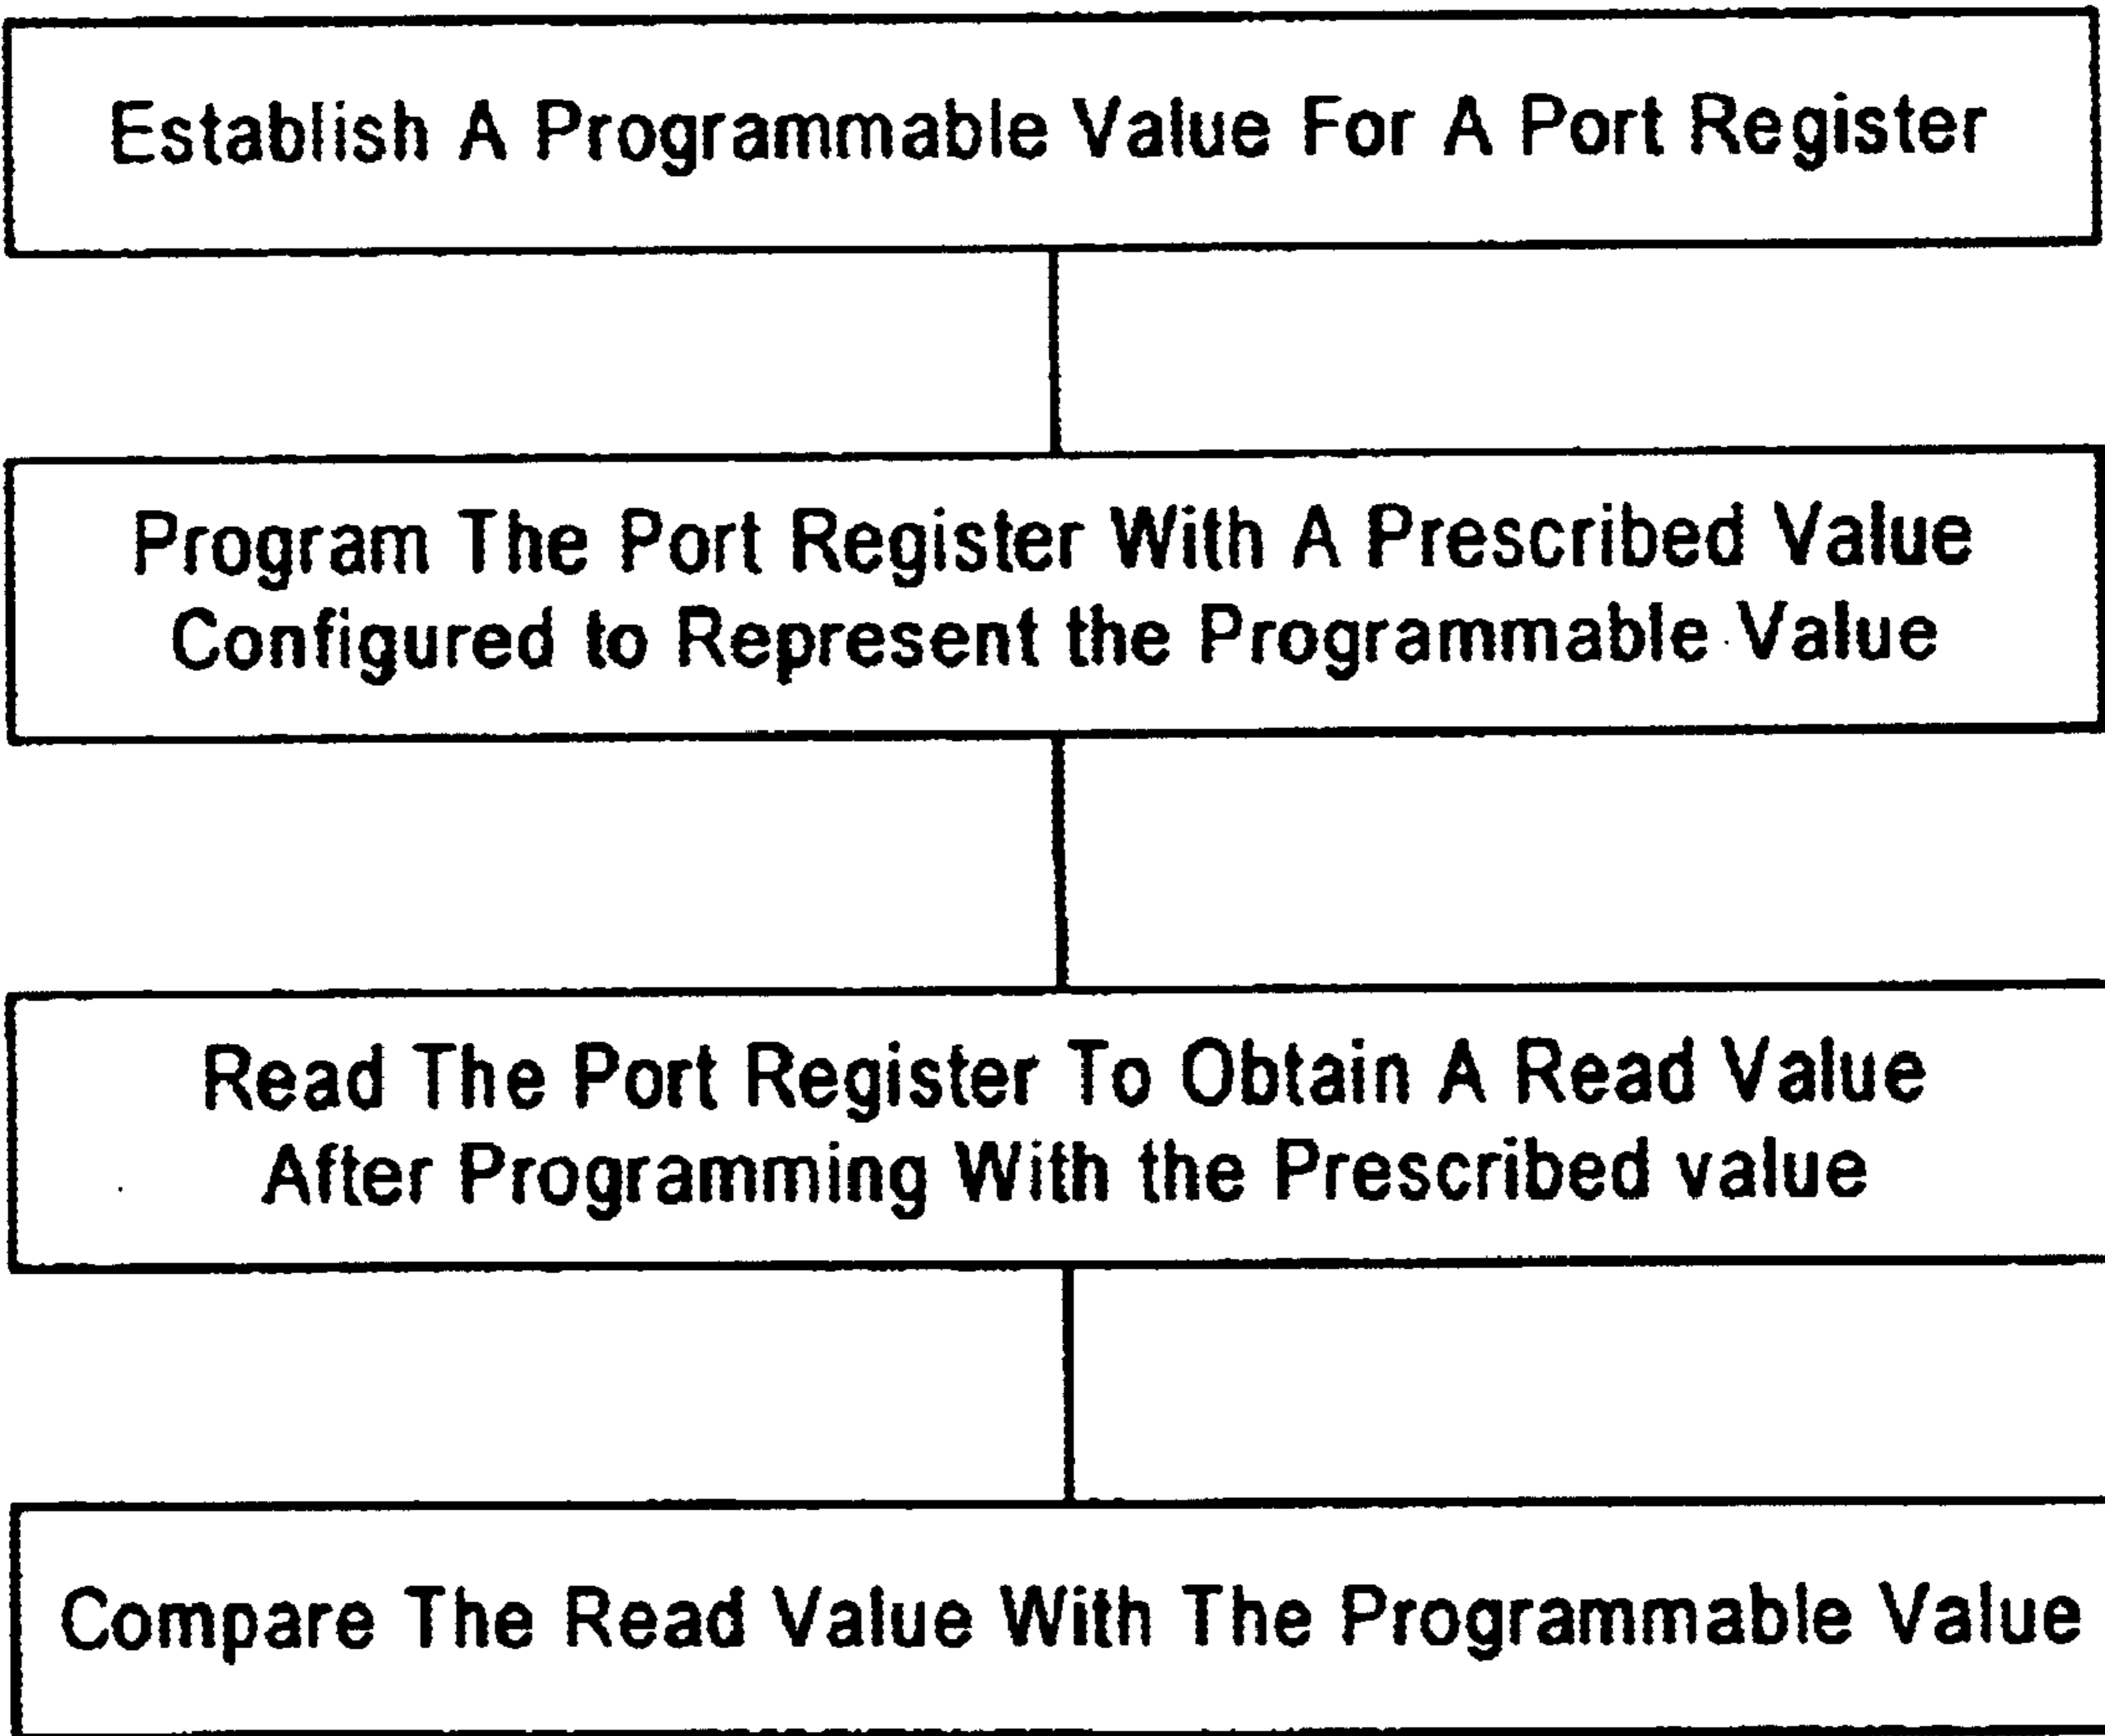 Establish A Programmable Value For A Port Register
Program The Port Register With A Prescribed Value
Configured to Represent the Programmable Value
Read The Port Register To Obtain A Read Value
After Programming With the Prescribed value
Compare The Read Value With The Programmable Value